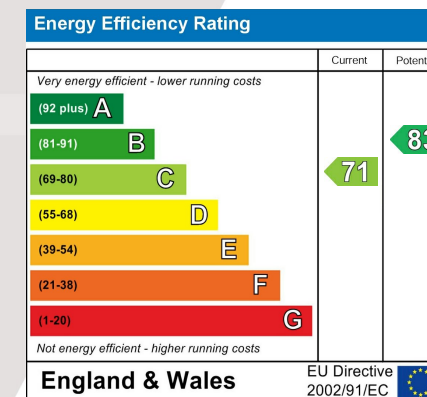 Energy Efficiency Rating
Current Potent
Very energy efficient - lower running costs
(92 plus) A
(81-91) B 83
(69-80) C 71
(55-68) D
(39-54) E
(21-38) F
(1-20) G
Not energy efficient - higher running costs
England & Wales
EU Directive
2002/91/EC